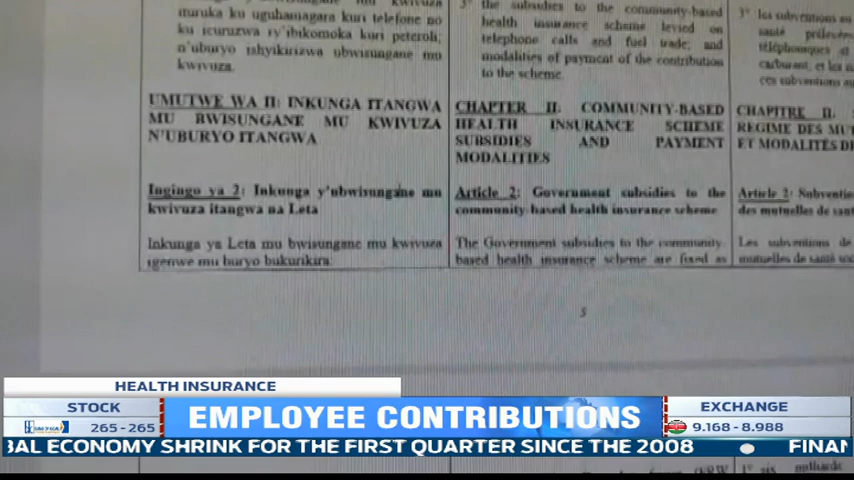 ituruka ku uguhamagara kuri telefone no
ku icuruzwa ry'ibikomoka kuri peteroli;
n'uburyo ishyikirizwa ubwisungane mu
kwivuza.
UMUTWE WA II: INKUNGA ITANGWA
MU BWISUNGANE MU KWIVUZA
N'UBURYO ITANGWA
Ingingo ya 2: Inkunga y'ubwisungane mu
kwivuza itangwa na Leta
Inkunga ya Leta mu bwisungane mu kwivuza
igenwe mu buryo bukurikira:
3° the subsidies to the community-based
health insurance scheme levied on
telephone calls and fuel trade; and
modalities of payment of the contribution
to the scheme.
CHAPTER II: COMMUNITY-BASED
HEALTH INSURANCE SCHEME
SUBSIDIES AND PAYMENT
MODALITIES
Article 2: Government subsidies to the
community-based health insurance scheme
The Government subsidies to the community-
based health insurance scheme are fixed as
3° les subventions au
santé
téléphoniques et
carburant, et les
ces subventions
CHAPITRE II:
REGIME DES
ET MODALITÉS
Article 2:
des mutuelles de
Les subventions de
mutuelles de santé
5
HEALTH INSURANCE
STOCK
265-265
EMPLOYEE CONTRIBUTIONS
EXCHANGE
9.168 - 8.988
BAL ECONOMY SHRINK FOR THE FIRST QUARTER SINCE THE 2008
FINAN